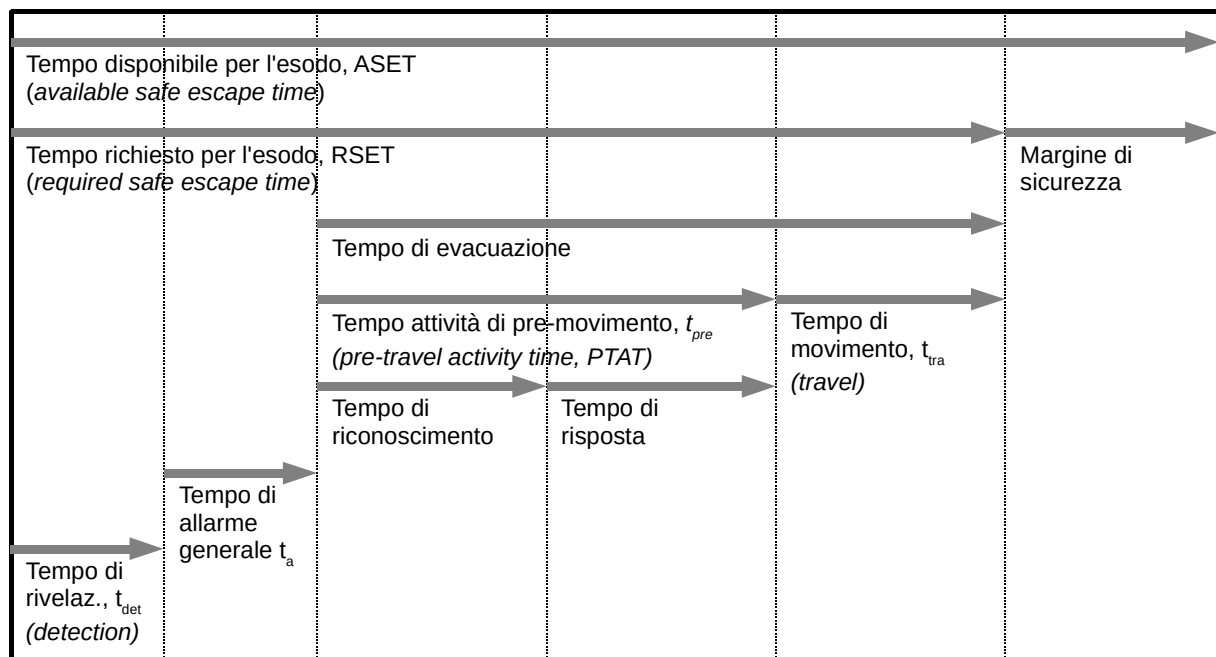 Tempo disponibile per l'esodo, ASET
(available safe escape time)
Tempo richiesto per l'esodo, RSET
(required safe escape time)
Margine di
sicurezza
Tempo di evacuazione
Tempo attività di pre-movimento, tpre
(pre-travel activity time, PTAT)
Tempo di
movimento, ttra
(travel)
Tempo di
riconoscimento
Tempo di
risposta
Tempo di
allarme
generale ta
Tempo di
rivelaz., tdet
(detection)